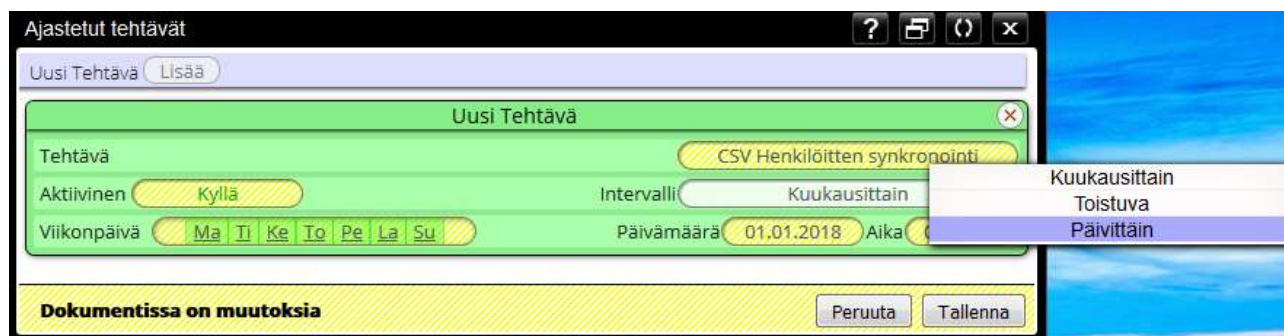 Ajastetut tehtävät
Uusi Tehtävä Lisää
Uusi Tehtävä
Tehtävä CSV Henkilöitten synkronointi
Aktiivinen Kyllä Intervalli Kuukausittain
Kuukausittain
Toistuva
Päivittäin
Viikonpäivä Ma Ti Ke To Pe La Su Päivämäärä 01.01.2018 Aika
Dokumentissa on muutoksia Peruuta Tallenna